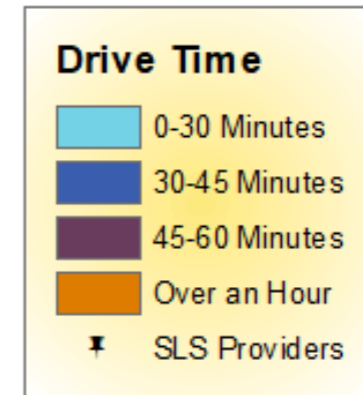 Drive Time
0-30 Minutes
30-45 Minutes
45-60 Minutes
Over an Hour
SLS Providers